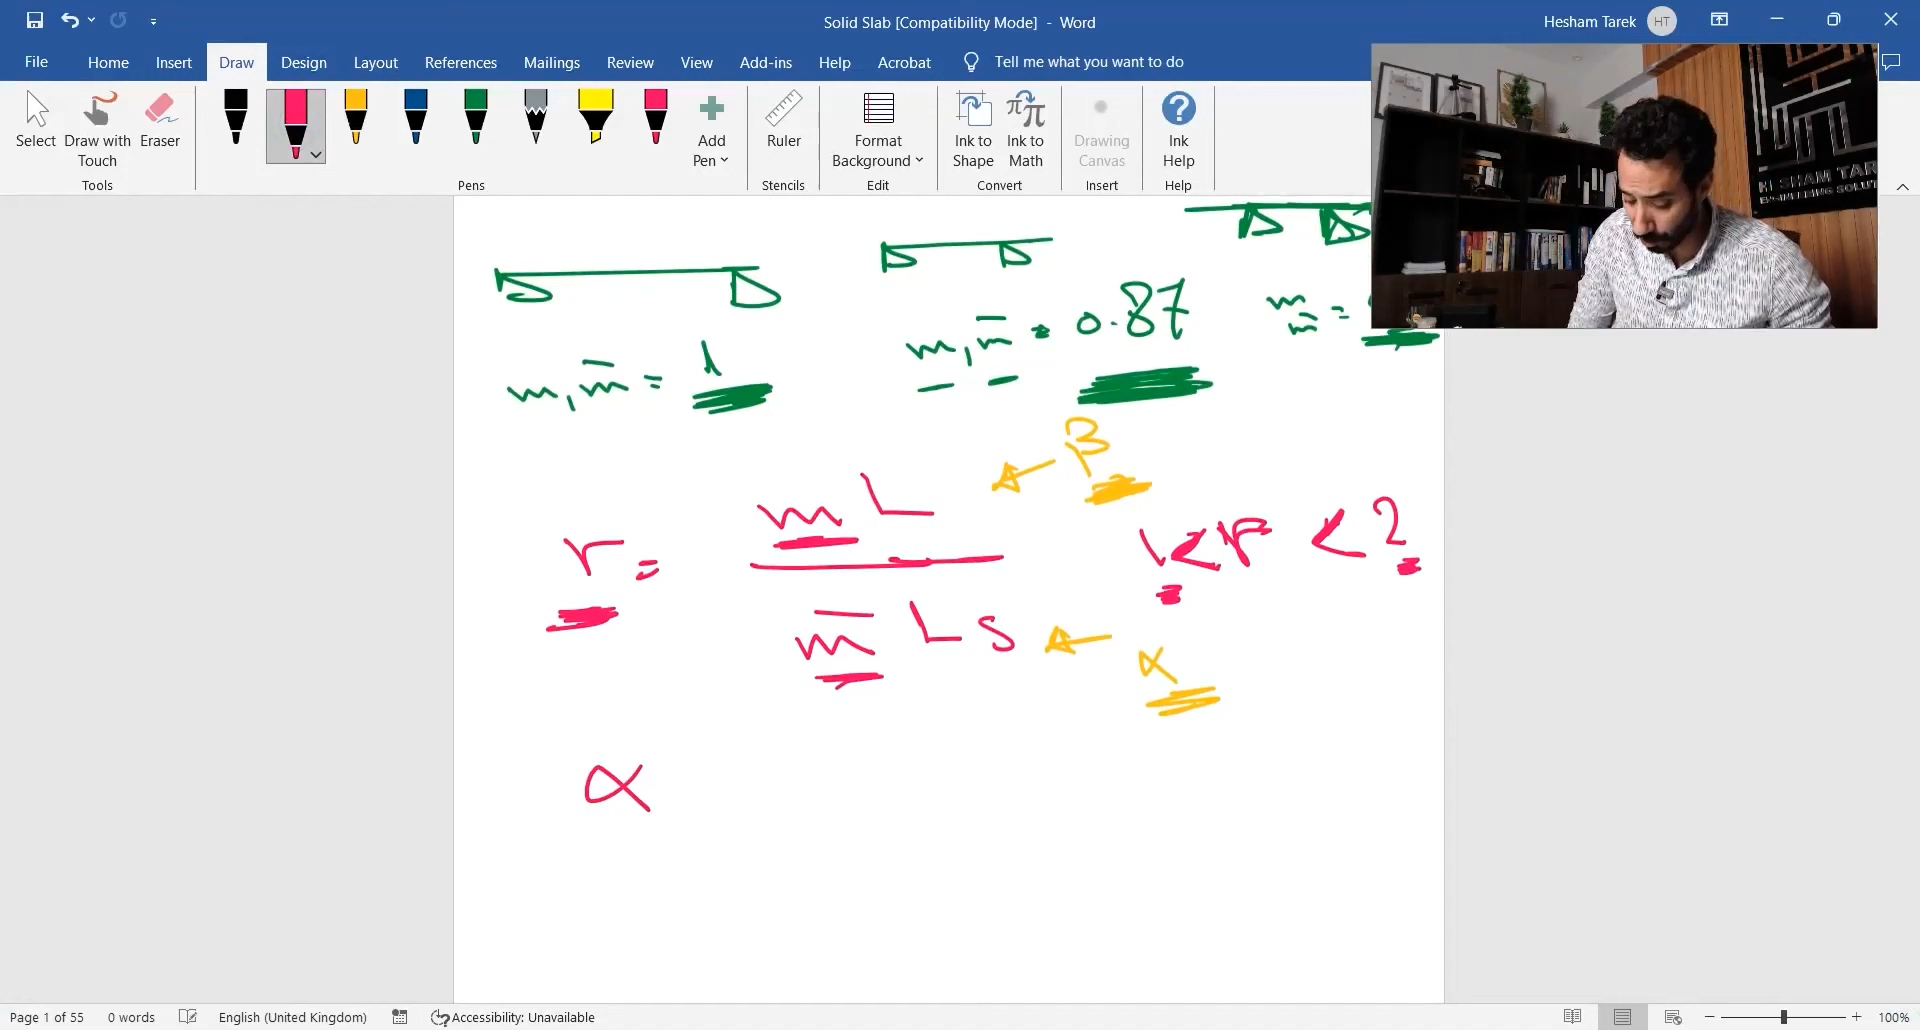 Solid Slab [Compatibility Mode] - Word
Hesham Tarek
HT
File Home Insert Draw Design Layout References Mailings Review View Add-ins Help Acrobat Tell me what you want to do
Select
Draw with Touch
Eraser
Add Pen
Ruler
Format Background
Ink to Shape
Ink to Math
Drawing Canvas
Ink Help
Tools
Pens
Stencils
Edit
Convert
Insert
Help
m, m̅ = 1
m, m̅ = 0.87
m m̅ =
β
r = m L / m̅ Ls
1 < r < 2
α
α
Page 1 of 55
0 words
English (United Kingdom)
Accessibility: Unavailable
100%